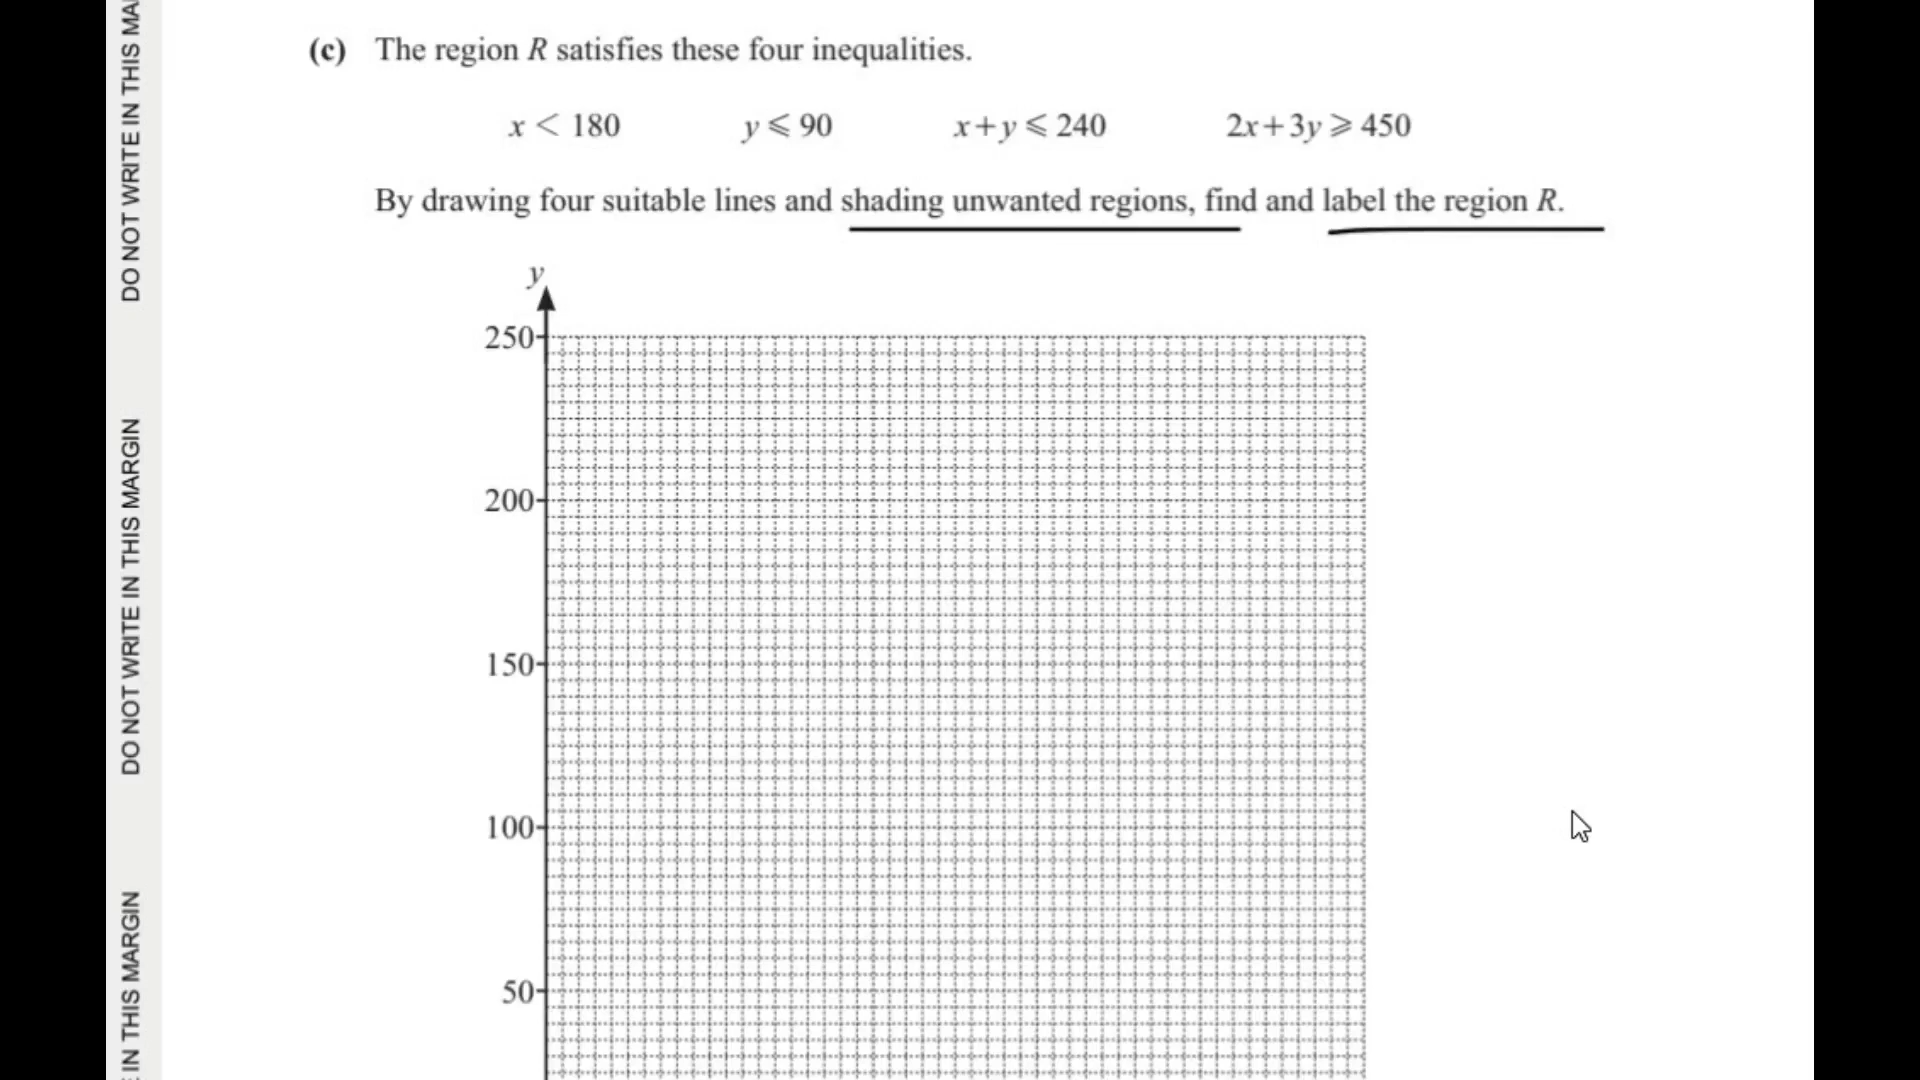 (c) The region R satisfies these four inequalities.
x < 180 y ⩽ 90 x+y ⩽ 240 2x+3y ⩾ 450
By drawing four suitable lines and shading unwanted regions, find and label the region R.
y
250
200
150
100
50
DO NOT WRITE IN THIS MA
DO NOT WRITE IN THIS MARGIN
IN THIS MARGIN